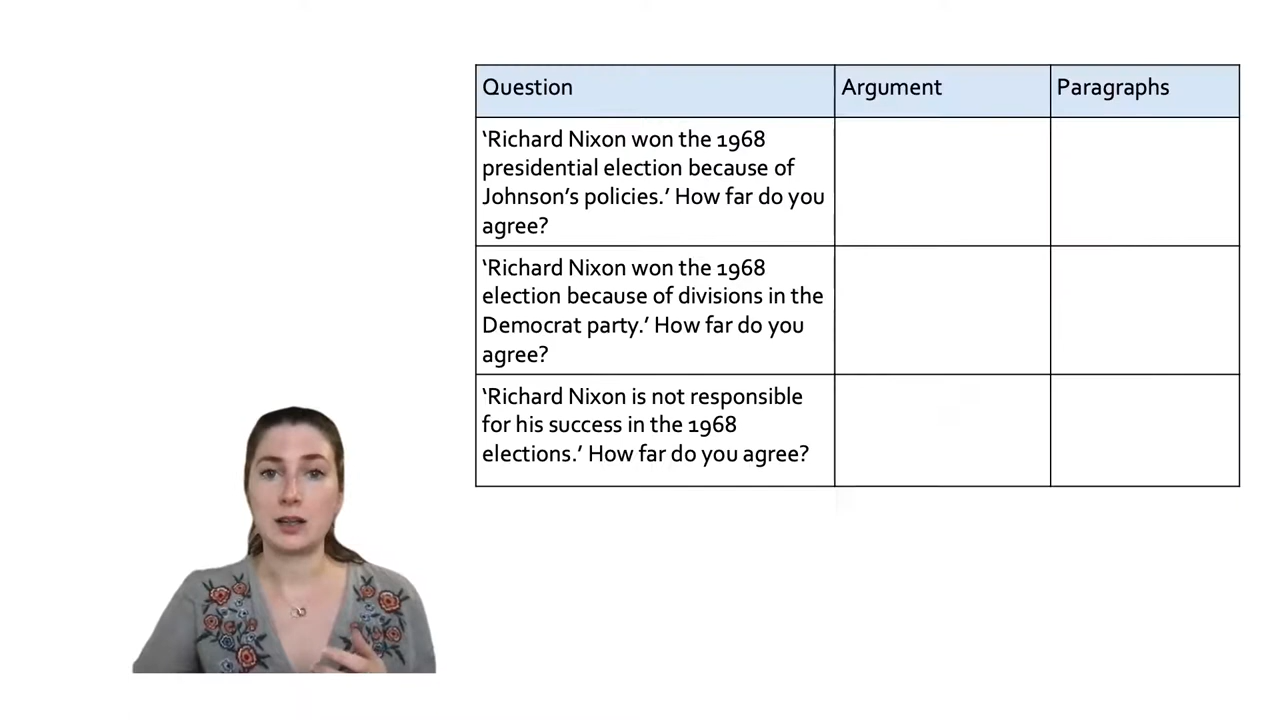 Question
Argument
Paragraphs
‘Richard Nixon won the 1968
presidential election because of
Johnson’s policies.’ How far do you
agree?
‘Richard Nixon won the 1968
election because of divisions in the
Democrat party.’ How far do you
agree?
‘Richard Nixon is not responsible
for his success in the 1968
elections.’ How far do you agree?